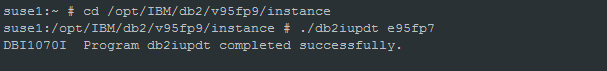 suse1:~ # cd /opt/IBM/db2/v95fp9/instance
suse1:/opt/IBM/db2/v95fp9/instance # ./db2iupdt e95fp7
DBI1070I  Program db2iupdt completed successfully.